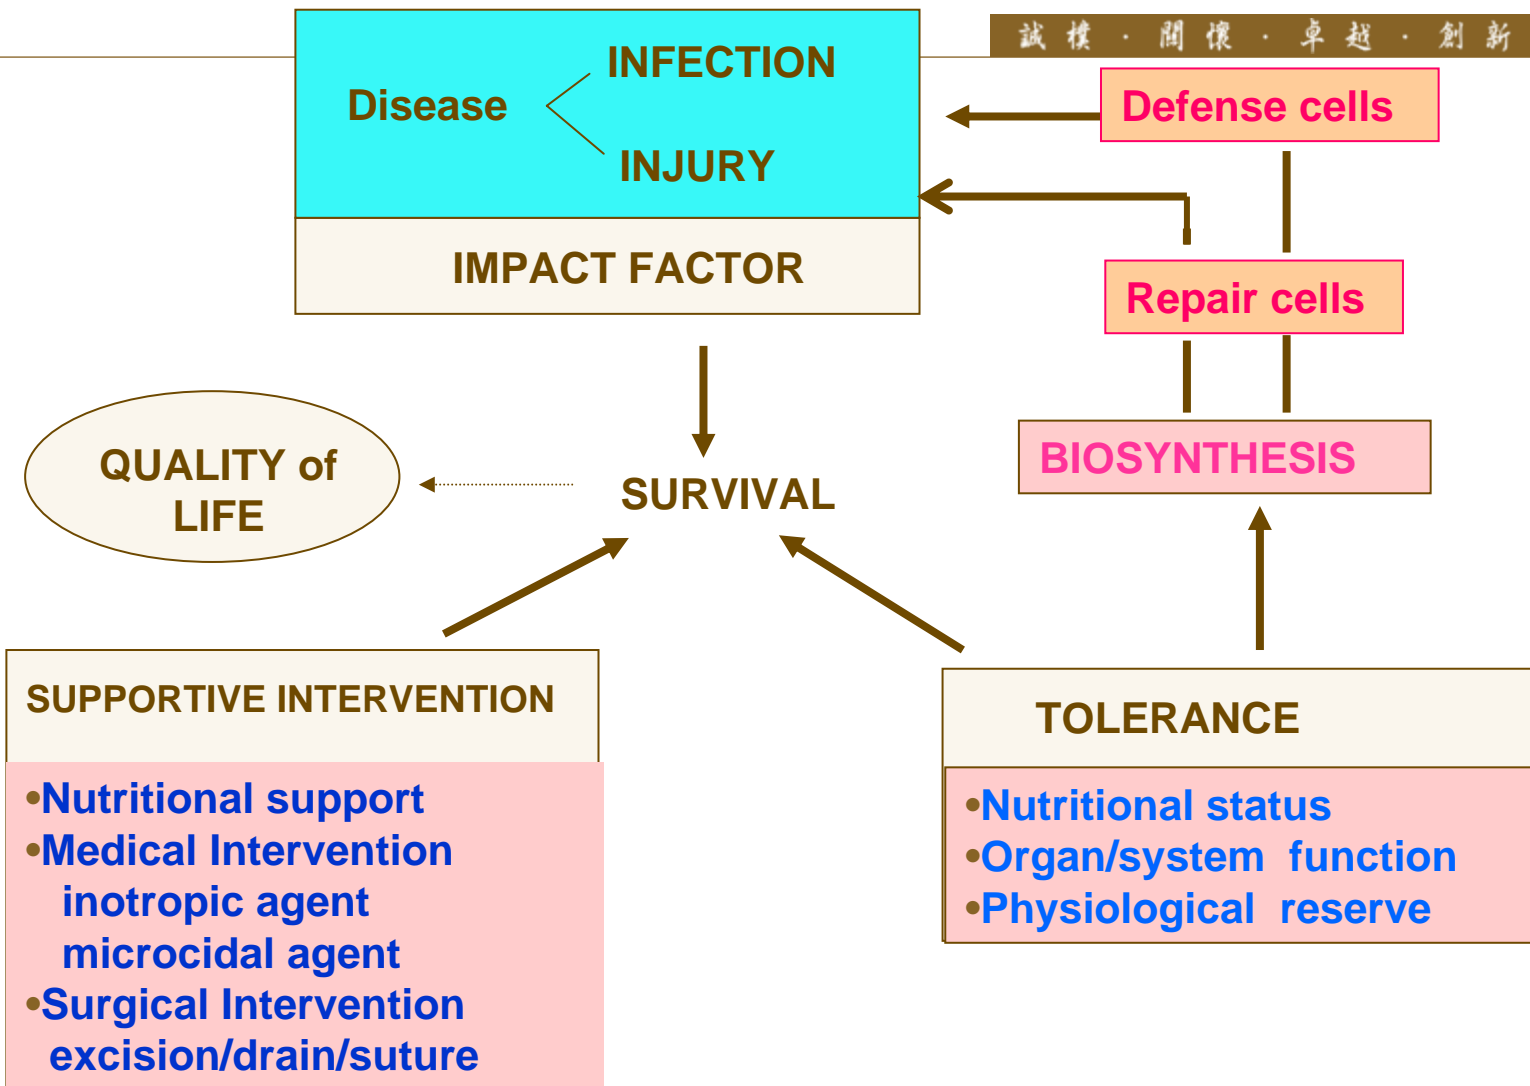 誠樸·關懷·卓越·創新
INFECTION
Disease
INJURY
IMPACT FACTOR
Defense cells
Repair cells
BIOSYNTHESIS
QUALITY of
LIFE
SURVIVAL
SUPPORTIVE INTERVENTION
•Nutritional support
•Medical Intervention
inotropic agent
microcidal agent
•Surgical Intervention
excision/drain/suture
TOLERANCE
•Nutritional status
•Organ/system function
•Physiological reserve